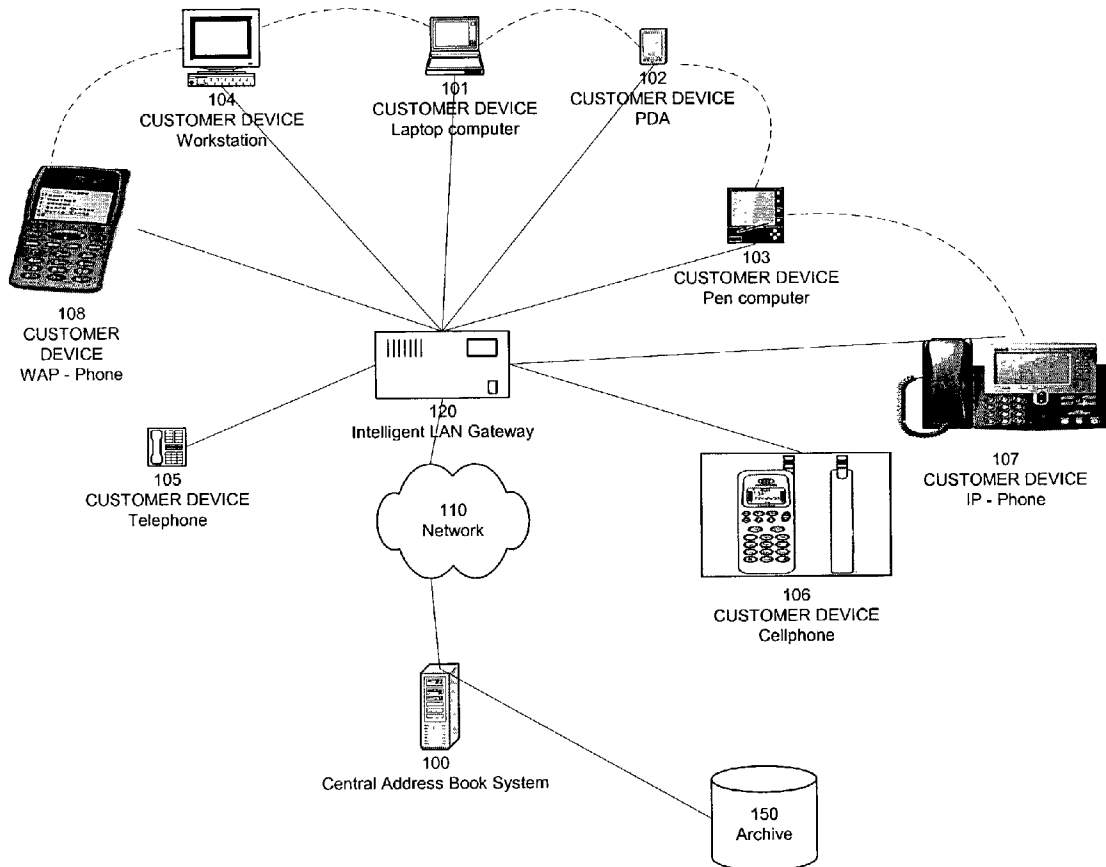 104
CUSTOMER DEVICE
Workstation
101
CUSTOMER DEVICE
Laptop computer
102
CUSTOMER DEVICE
PDA
103
CUSTOMER DEVICE
Pen computer
108
CUSTOMER
DEVICE
WAP - Phone
120
Intelligent LAN Gateway
107
CUSTOMER DEVICE
IP - Phone
105
CUSTOMER DEVICE
Telephone
110
Network
106
CUSTOMER DEVICE
Cellphone
100
Central Address Book System
150
Archive